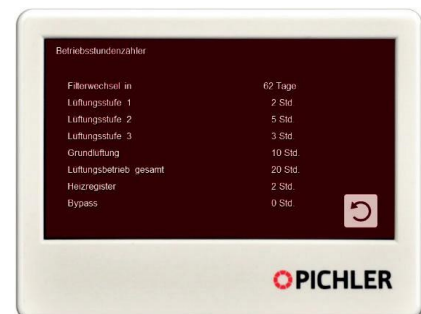 Betriebsstundenzähler
Filterwechsel in 62 Tage
Lüftungsstufe 1 2 Std
Lüftungsstufe 2 5 Std.
Lüftungsstufe 3 3 Std.
Grundlüftung 10 Std.
Lüftungsbetrieb gesamt 20 Std.
Heizregister 2 Std.
Bypass 0 Std.
PICHLER